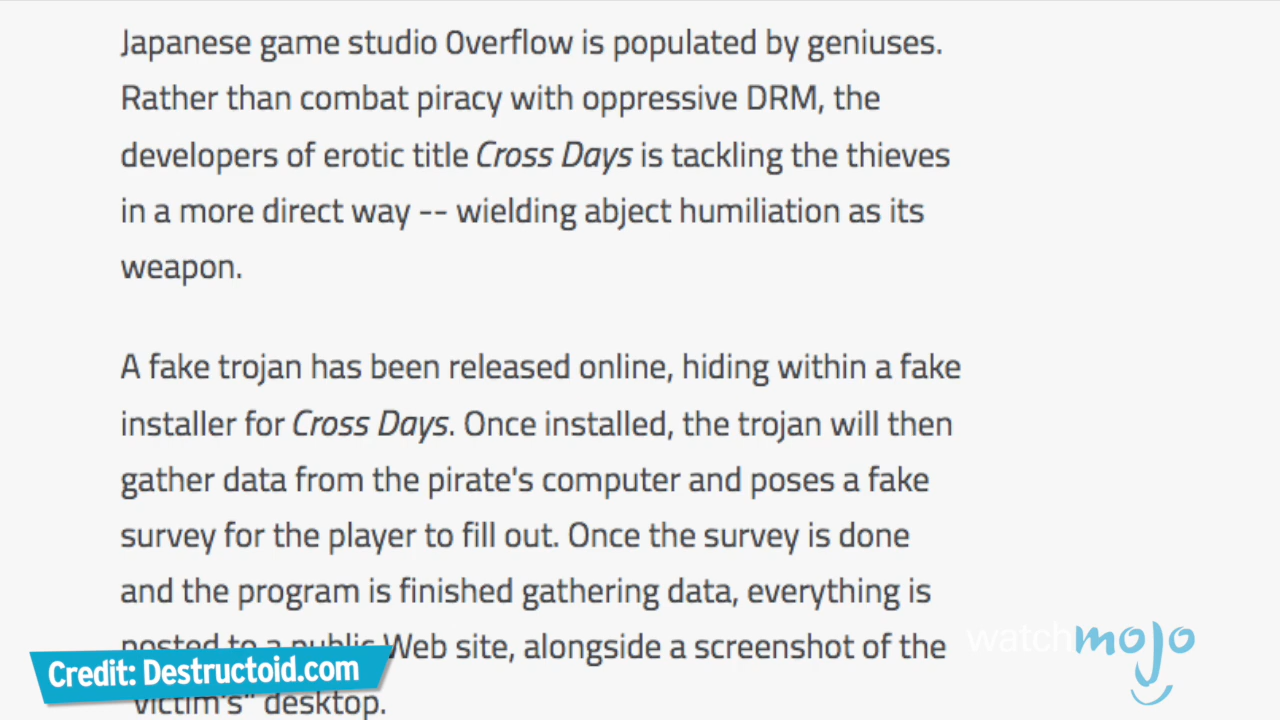 Japanese game studio 0verflow is populated by geniuses.
Rather than combat piracy with oppressive DRM, the
developers of erotic title Cross Days is tackling the thieves
in a more direct way -- wielding abject humiliation as its
weapon.
A fake trojan has been released online, hiding within a fake
installer for Cross Days. Once installed, the trojan will then
gather data from the pirate's computer and poses a fake
survey for the player to fill out. Once the survey is done
and the program is finished gathering data, everything is
posted to a public Web site, alongside a screenshot of the
"victim's" desktop.
Credit: Destructoid.com
watchmojo